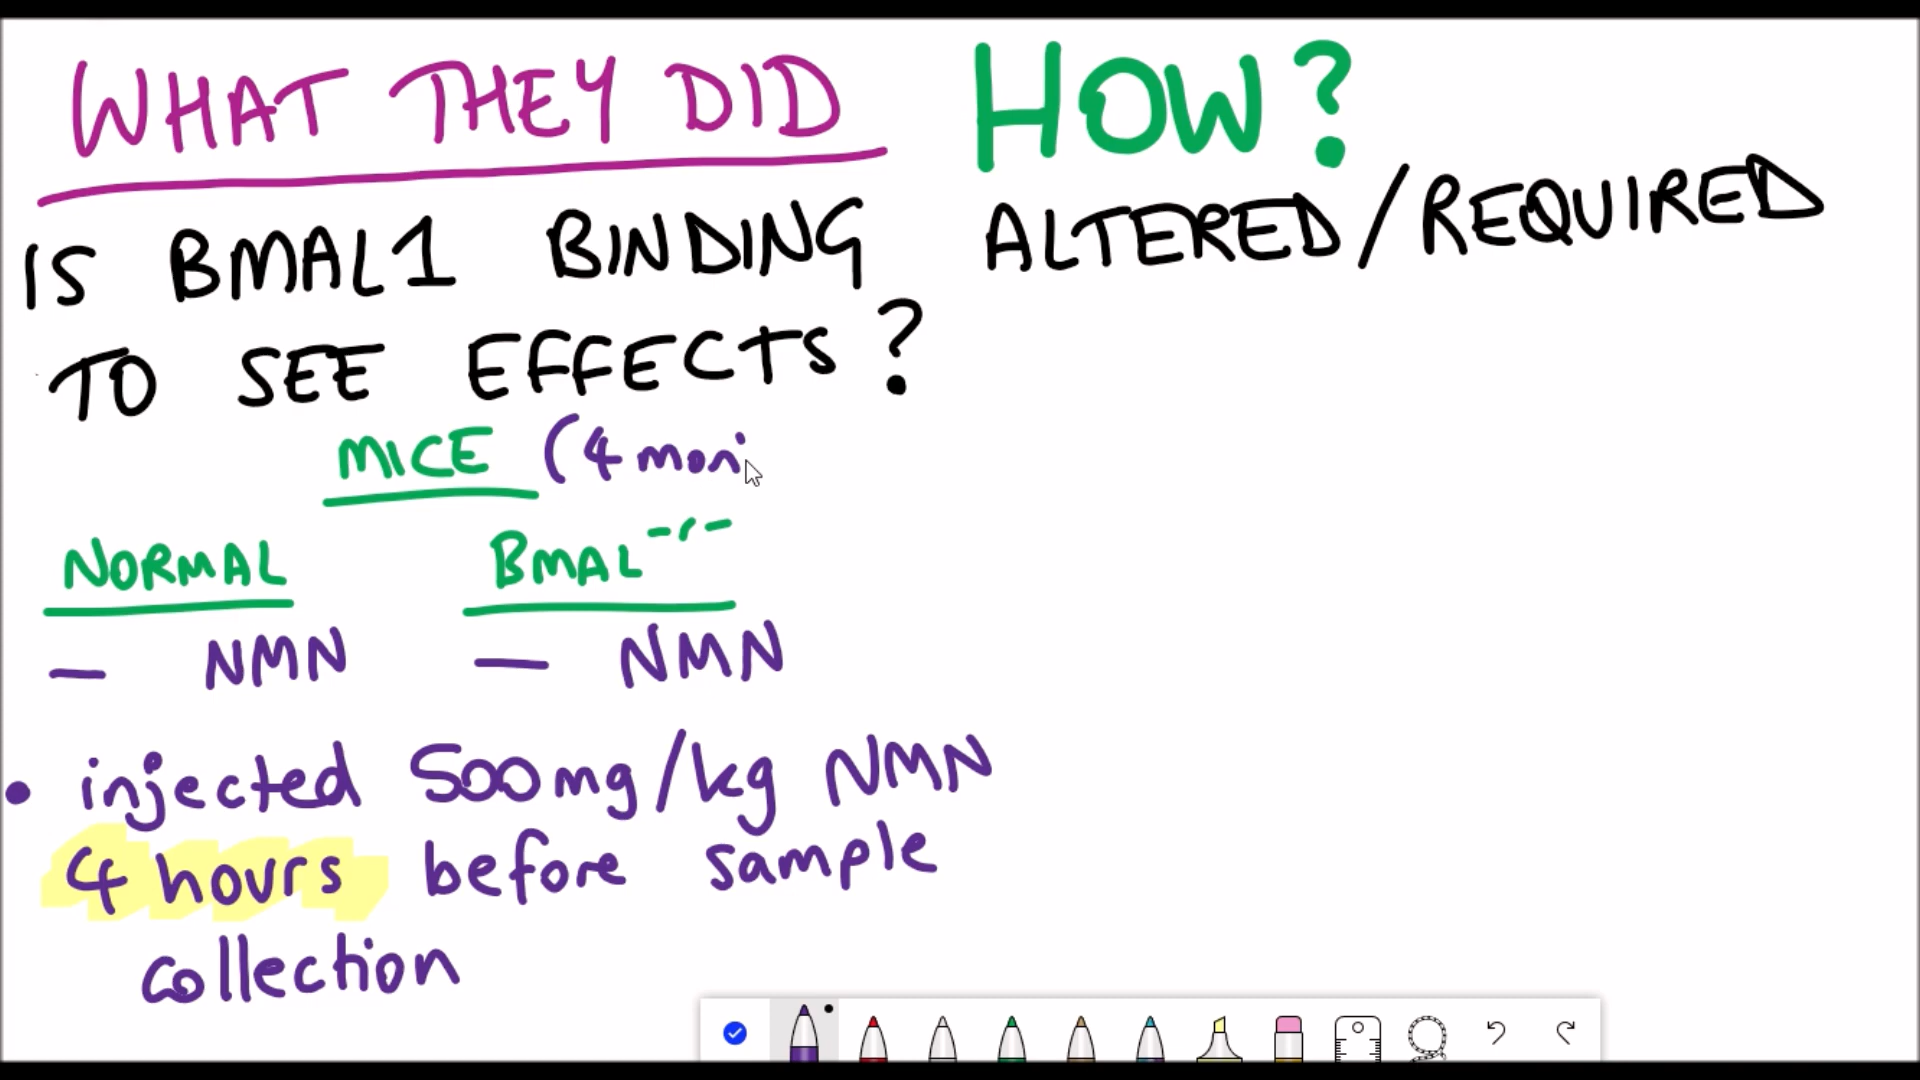 WHAT THEY DID HOW?
IS BMAL1 BINDING ALTERED/REQUIRED
TO SEE EFFECTS?
MICE (4 mon
NORMAL BMAL-/-
— NMN — NMN
• injected 500mg/kg NMN
4 hours before sample
collection